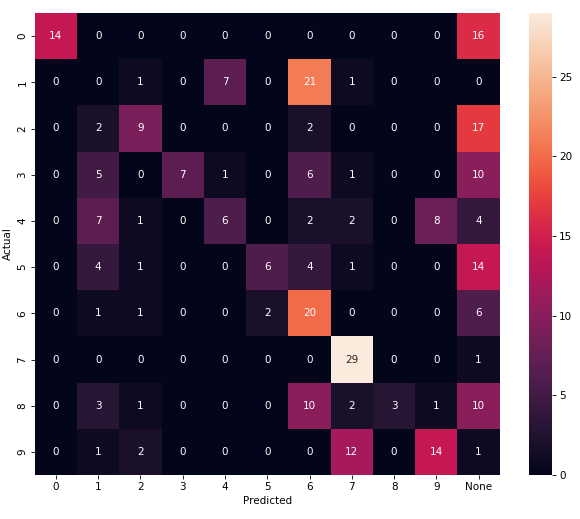 0 14 0 0 0 0 0 0 0 0 0 16
1 0 0 1 0 7 0 21 1 0 0 0
2 0 2 9 0 0 0 2 0 0 0 17
3 0 5 0 7 1 0 6 1 0 0 10
4 0 7 1 0 6 0 2 2 0 8 4
5 0 4 1 0 0 6 4 1 0 0 14
6 0 1 1 0 0 2 20 0 0 0 6
7 0 0 0 0 0 0 0 29 0 0 1
8 0 3 1 0 0 0 10 2 3 1 10
9 0 1 2 0 0 0 0 12 0 14 1
0 1 2 3 4 5 6 7 8 9 None
Predicted
Actual
25
20
15
10
5
0